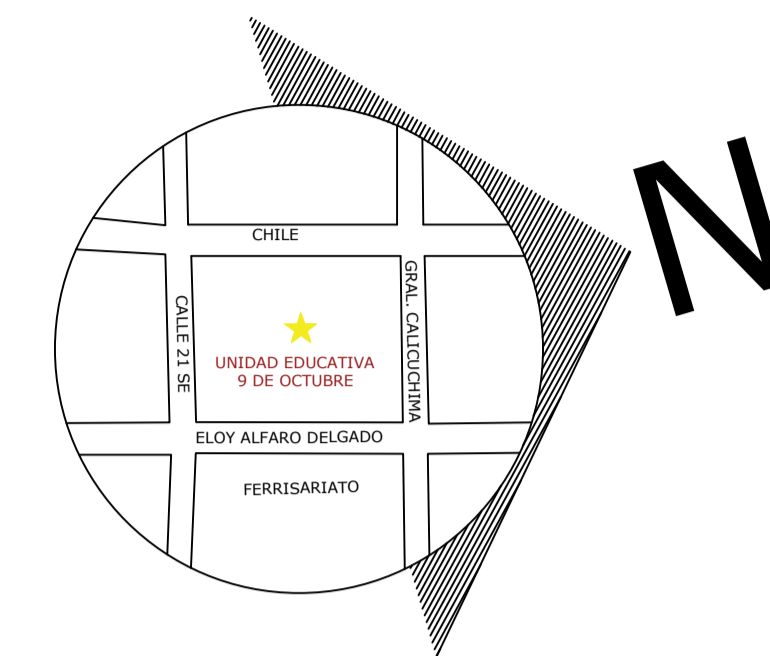 N
CHILE
CALLE 21 SE
GRAL. CALICUCHIMA
UNIDAD EDUCATIVA
9 DE OCTUBRE
ELOY ALFARO DELGADO
FERRISARIATO